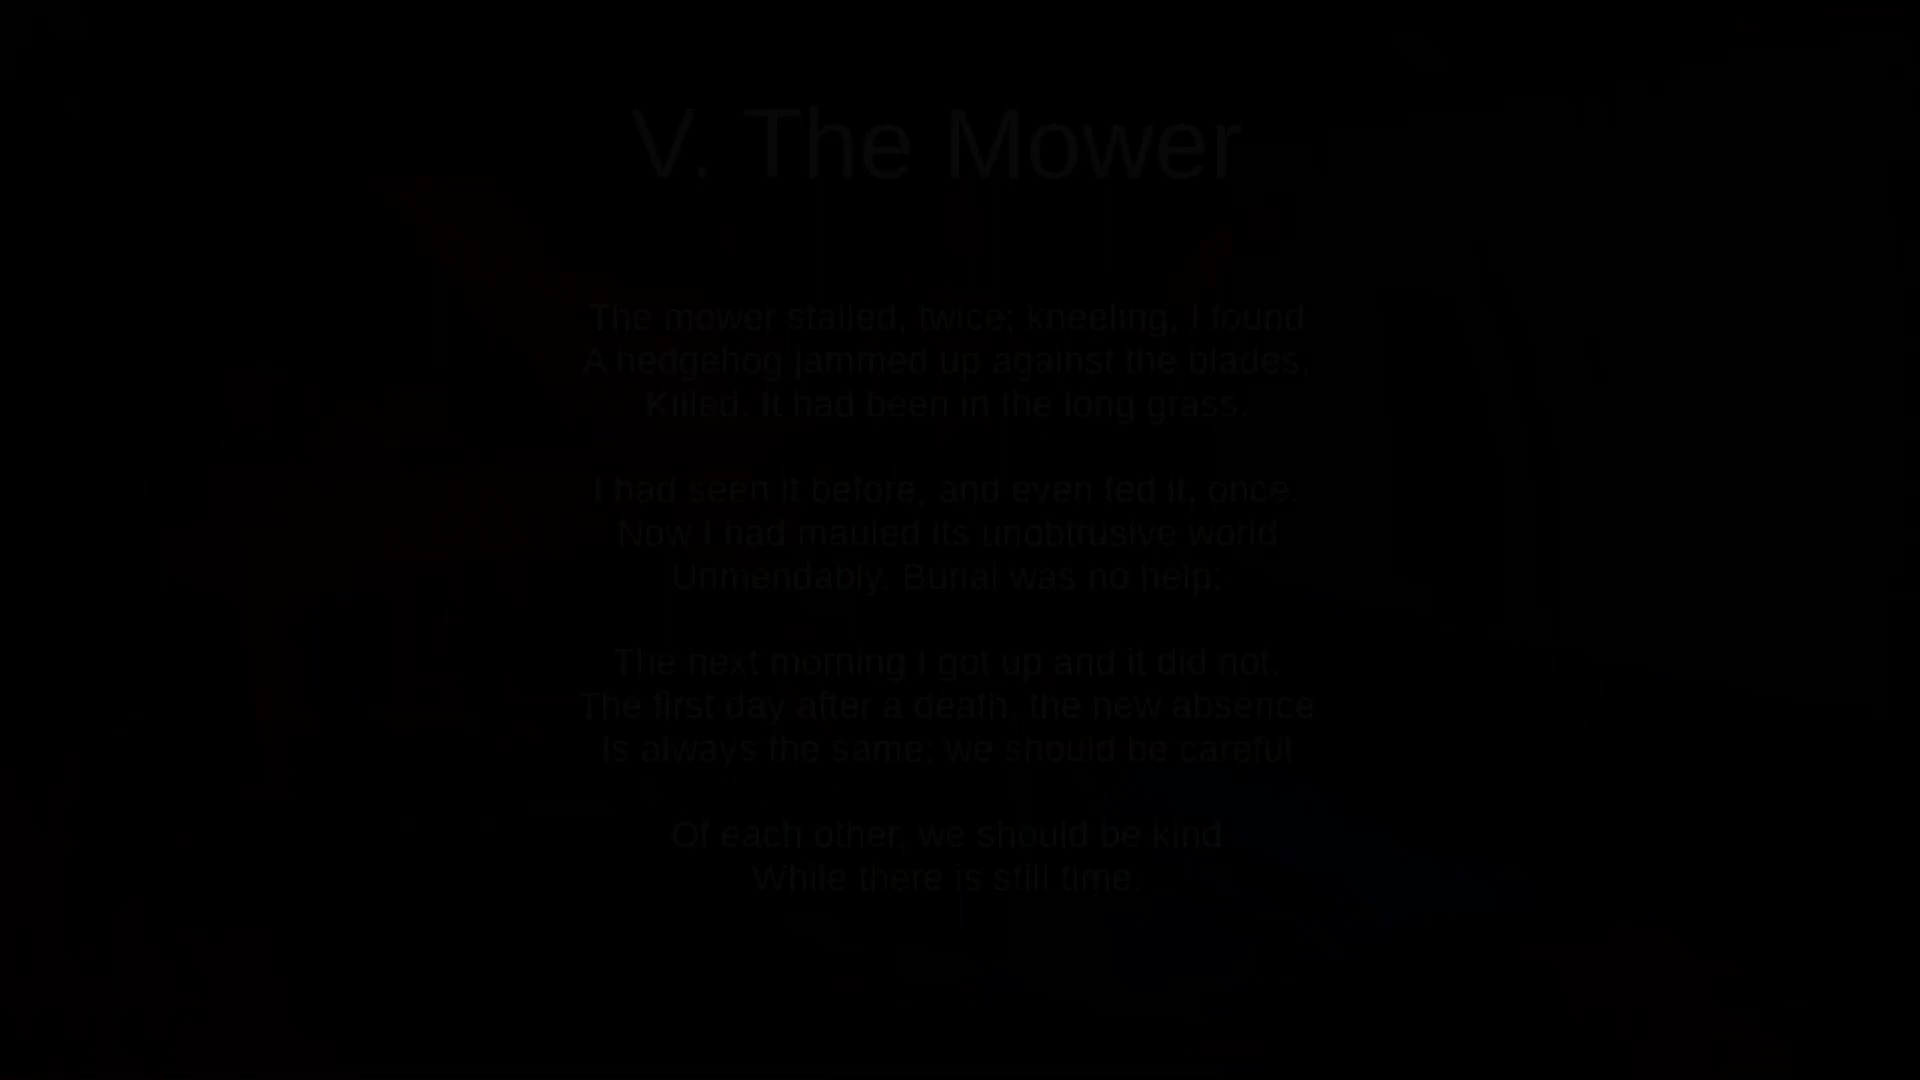 V. The Mower
The mower stalled, twice; kneeling, I found
A hedgehog jammed up against the blades,
Killed. It had been in the long grass.
I had seen it before, and even fed it, once.
Now I had mauled its unobtrusive world
Unmendably. Burial was no help:
The next morning I got up and it did not.
The first day after a death, the new absence
Is always the same; we should be careful
Of each other, we should be kind
While there is still time.